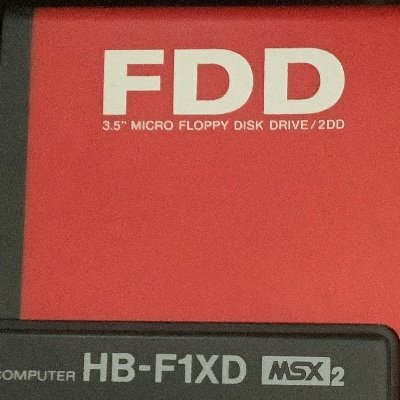 FDD
3.5" MICRO FLOPPY DISK DRIVE/2DD
COMPUTER HB-F1XD MSX2